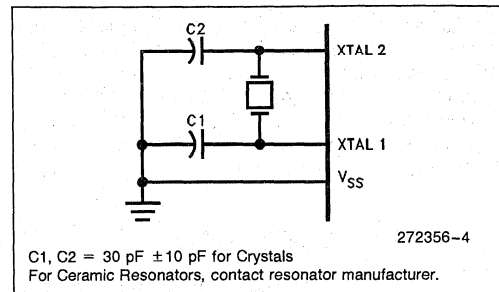 C2
XTAL 2
C1
XTAL 1
VSS
272356–4
C1, C2 = 30 pF ±10 pF for Crystals
For Ceramic Resonators, contact resonator manufacturer.